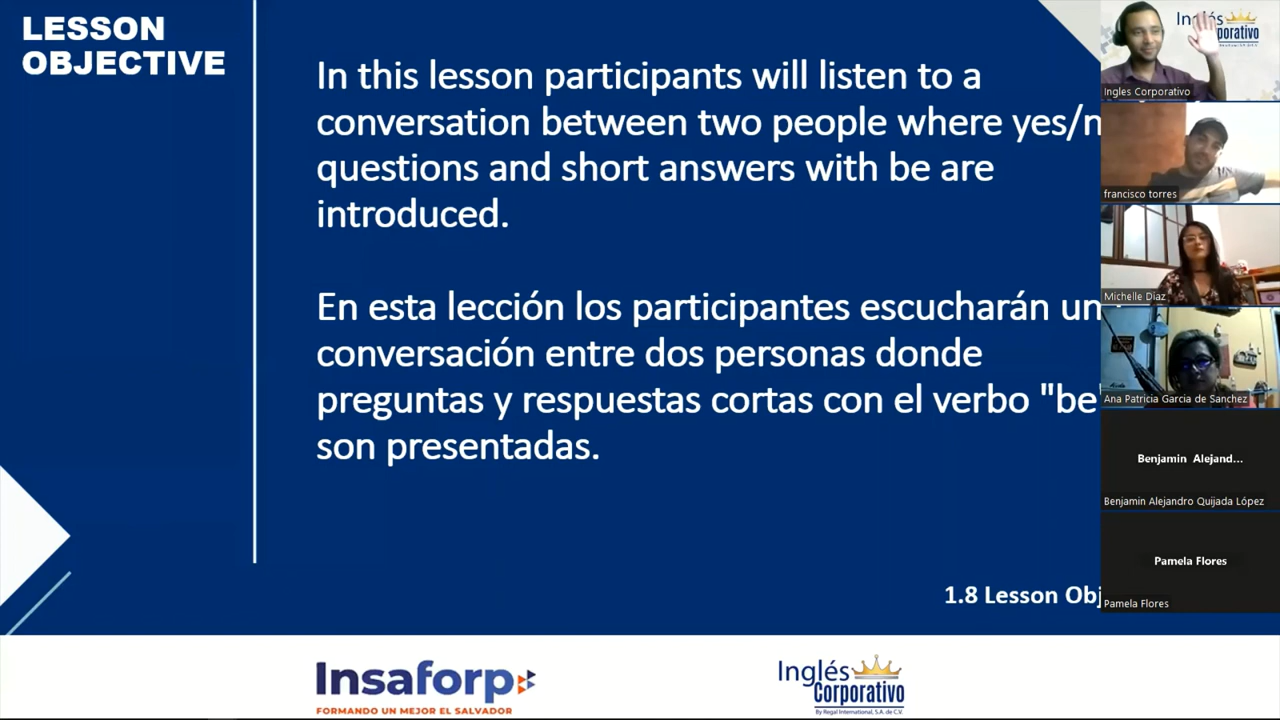 LESSON
OBJECTIVE
In this lesson participants will listen to a
conversation between two people where yes/n
questions and short answers with be are
introduced.
En esta lección los participantes escucharán un
conversación entre dos personas donde
preguntas y respuestas cortas con el verbo "be
son presentadas.
1.8 Lesson Obj
Insaforp
FORMANDO UN MEJOR EL SALVADOR
Inglés
Corporativo
By Regal International, S.A. de C.V.
Ingles Corporativo
francisco torres
Michelle Diaz
Ana Patricia Garcia de Sanchez
Benjamin Alejand...
Benjamin Alejandro Quijada López
Pamela Flores
Pamela Flores